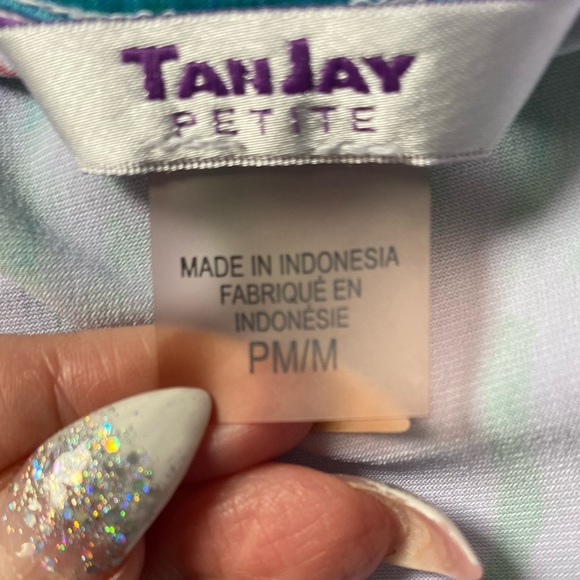 TANJAY
PETITE
MADE IN INDONESIA
FABRIQUÉ EN
INDONÉSIE
PM/M